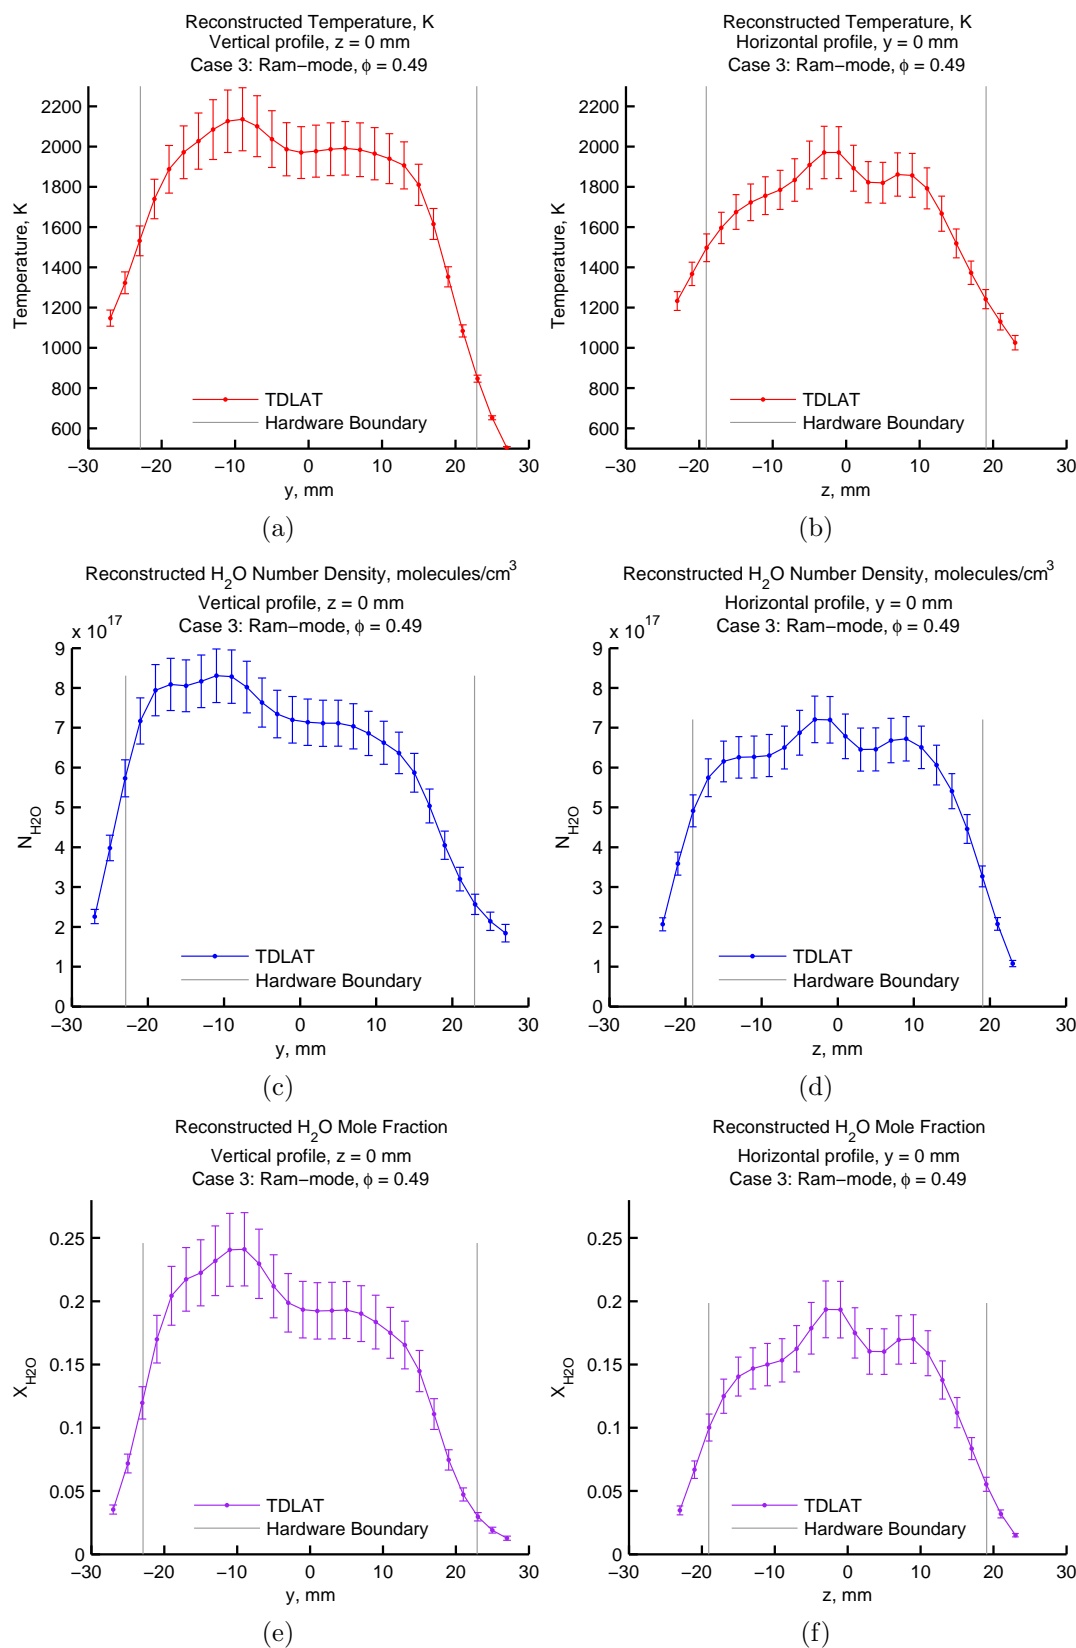 Reconstructed Temperature, K
Vertical profile, z = 0 mm
Case 3: Ram−mode, ϕ = 0.49
2200
2000
1800
1600
1400
1200
1000
800
600
Temperature, K
TDLAT
Hardware Boundary
−30 −20 −10 0 10 20 30
y, mm
(a)
Reconstructed Temperature, K
Horizontal profile, y = 0 mm
Case 3: Ram−mode, ϕ = 0.49
2200
2000
1800
1600
1400
1200
1000
800
600
Temperature, K
TDLAT
Hardware Boundary
−30 −20 −10 0 10 20 30
z, mm
(b)
Reconstructed H2O Number Density, molecules/cm³
Vertical profile, z = 0 mm
Case 3: Ram−mode, ϕ = 0.49
x 10^17
9
8
7
6
5
4
3
2
1
0
N_H2O
TDLAT
Hardware Boundary
−30 −20 −10 0 10 20 30
y, mm
(c)
Reconstructed H2O Number Density, molecules/cm³
Horizontal profile, y = 0 mm
Case 3: Ram−mode, ϕ = 0.49
x 10^17
9
8
7
6
5
4
3
2
1
0
N_H2O
TDLAT
Hardware Boundary
−30 −20 −10 0 10 20 30
z, mm
(d)
Reconstructed H2O Mole Fraction
Vertical profile, z = 0 mm
Case 3: Ram−mode, ϕ = 0.49
0.25
0.2
0.15
0.1
0.05
0
X_H2O
TDLAT
Hardware Boundary
−30 −20 −10 0 10 20 30
y, mm
(e)
Reconstructed H2O Mole Fraction
Horizontal profile, y = 0 mm
Case 3: Ram−mode, ϕ = 0.49
0.25
0.2
0.15
0.1
0.05
0
X_H2O
TDLAT
Hardware Boundary
−30 −20 −10 0 10 20 30
z, mm
(f)